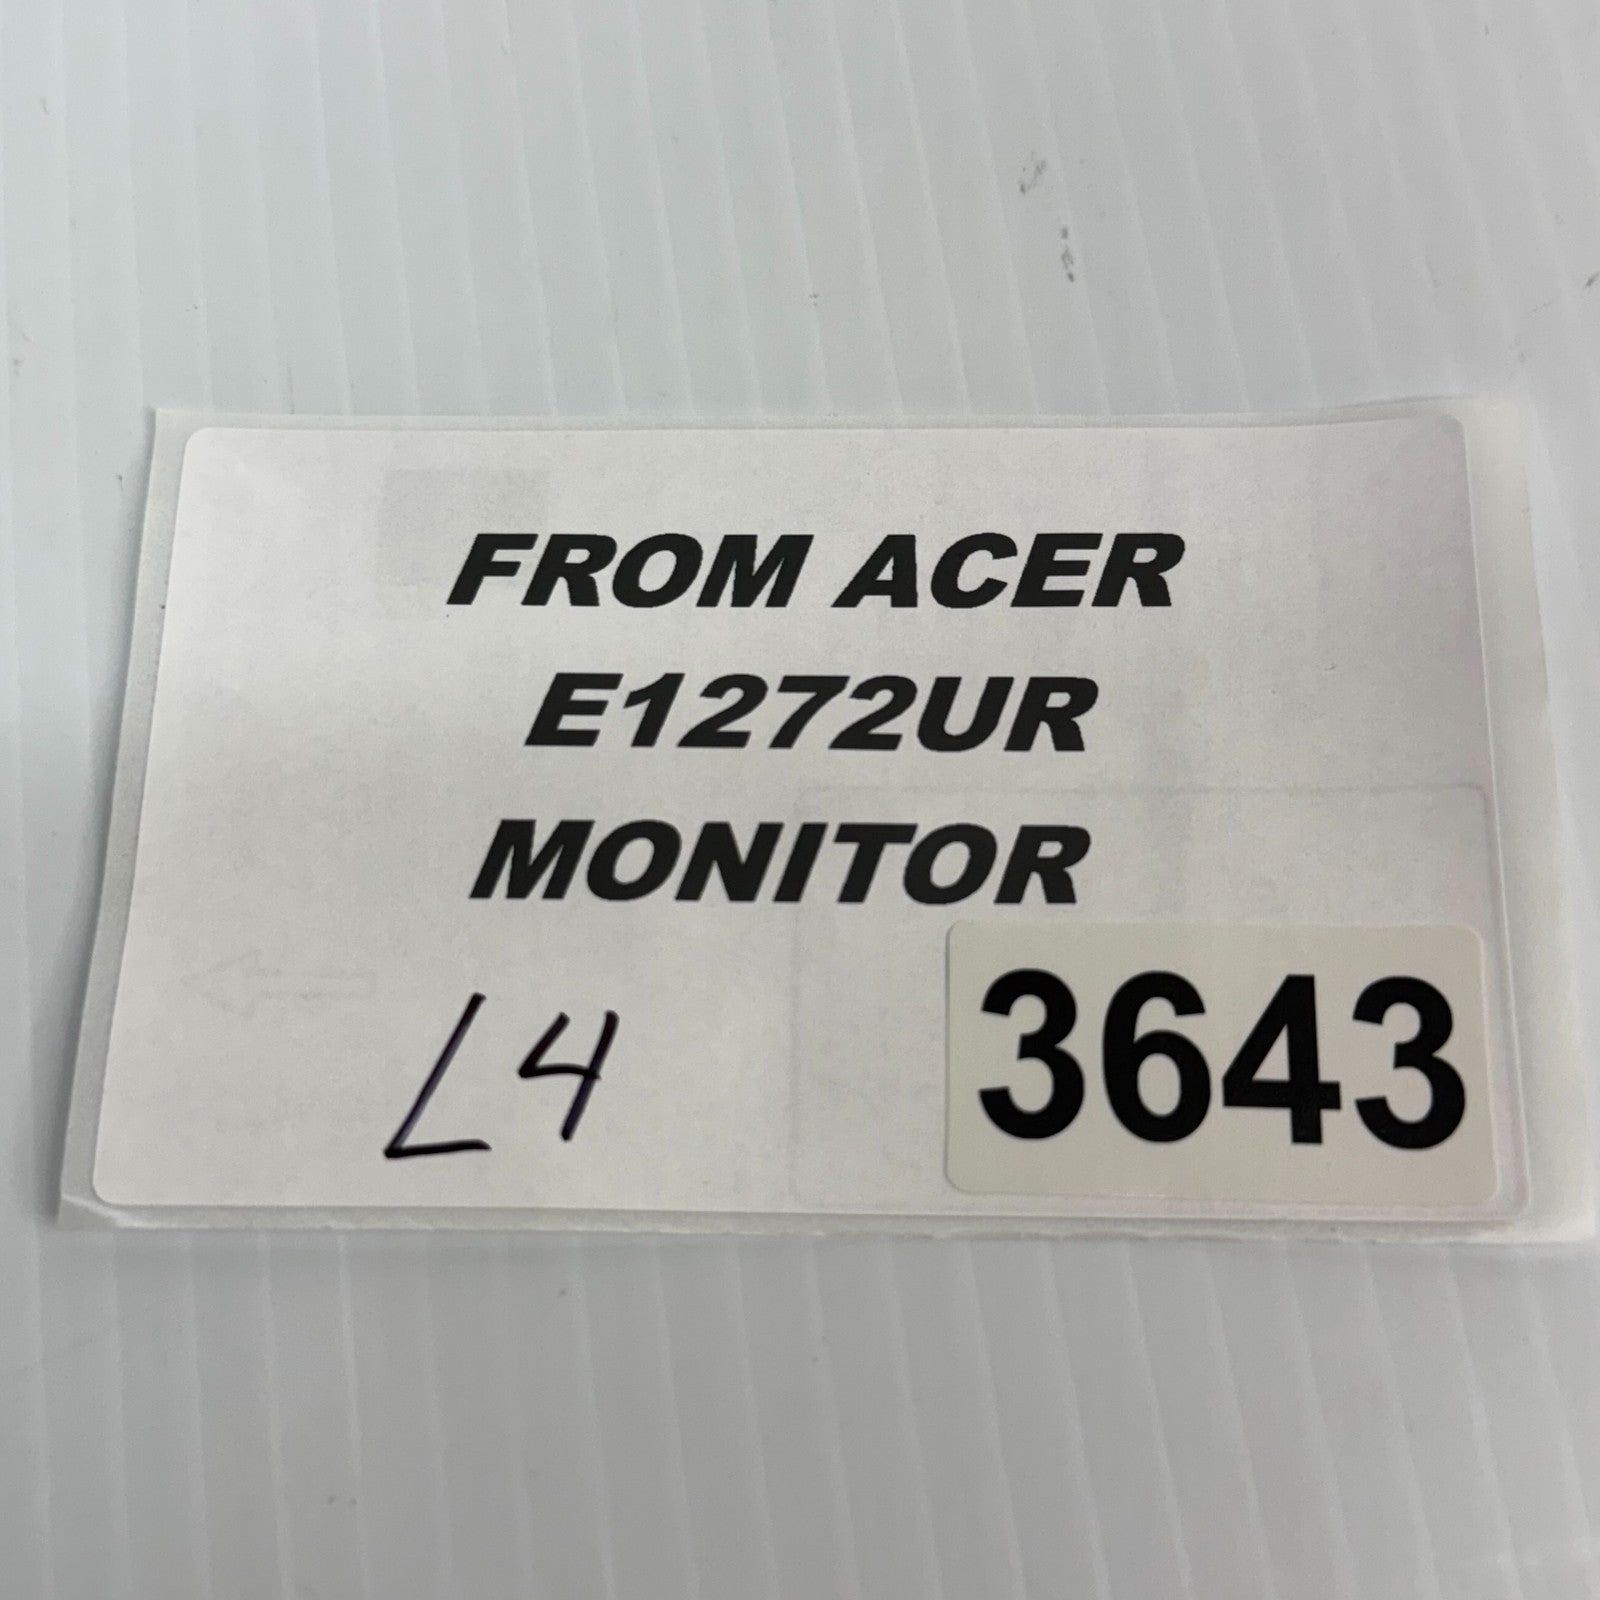 FROM ACER
E1272UR
MONITOR
L4
3643